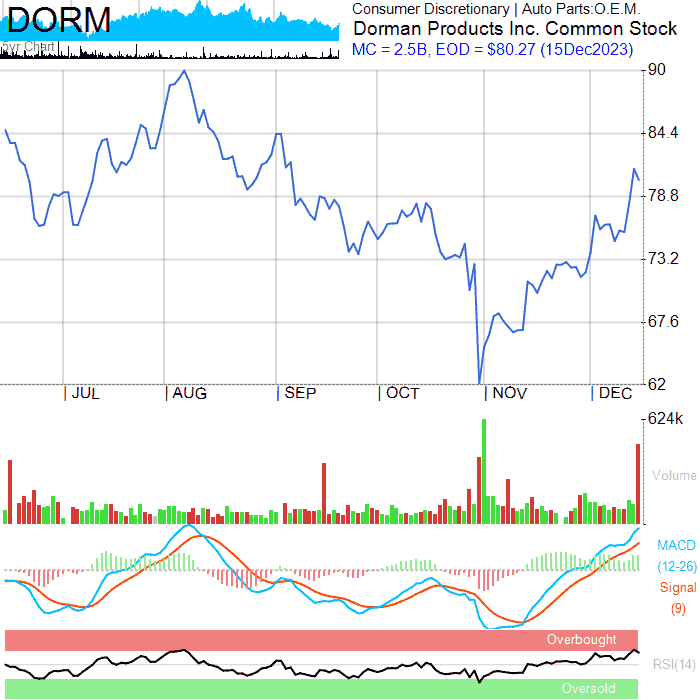 DORM
5yr Chart
Consumer Discretionary | Auto Parts:O.E.M.
Dorman Products Inc. Common Stock
MC = 2.5B, EOD = $80.27 (15Dec2023)
90
84.4
78.8
73.2
67.6
62
| JUL | AUG | SEP | OCT | NOV | DEC
624k
Volume
MACD
(12-26)
Signal
(9)
Overbought
RSI(14)
Oversold